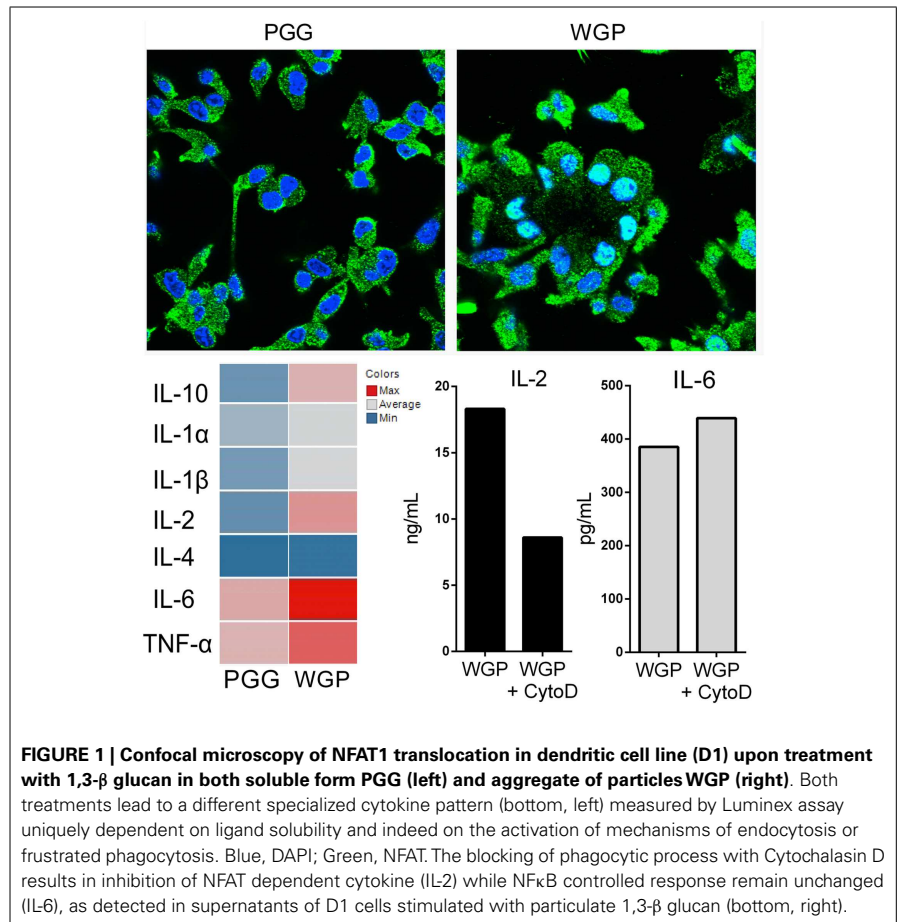 PGG WGP
IL-10
IL-1α
IL-1β
IL-2
IL-4
IL-6
TNF-α
PGG WGP
Colors
Max
Average
Min
IL-2
ng/mL
20
15
10
5
0
WGP
WGP
+ CytoD
IL-6
pg/mL
500
400
300
200
100
0
WGP
WGP
+ CytoD
FIGURE 1 | Confocal microscopy of NFAT1 translocation in dendritic cell line (D1) upon treatment
with 1,3-β glucan in both soluble form PGG (left) and aggregate of particles WGP (right). Both
treatments lead to a different specialized cytokine pattern (bottom, left) measured by Luminex assay
uniquely dependent on ligand solubility and indeed on the activation of mechanisms of endocytosis or
frustrated phagocytosis. Blue, DAPI; Green, NFAT. The blocking of phagocytic process with Cytochalasin D
results in inhibition of NFAT dependent cytokine (IL-2) while NFκB controlled response remain unchanged
(IL-6), as detected in supernatants of D1 cells stimulated with particulate 1,3-β glucan (bottom, right).